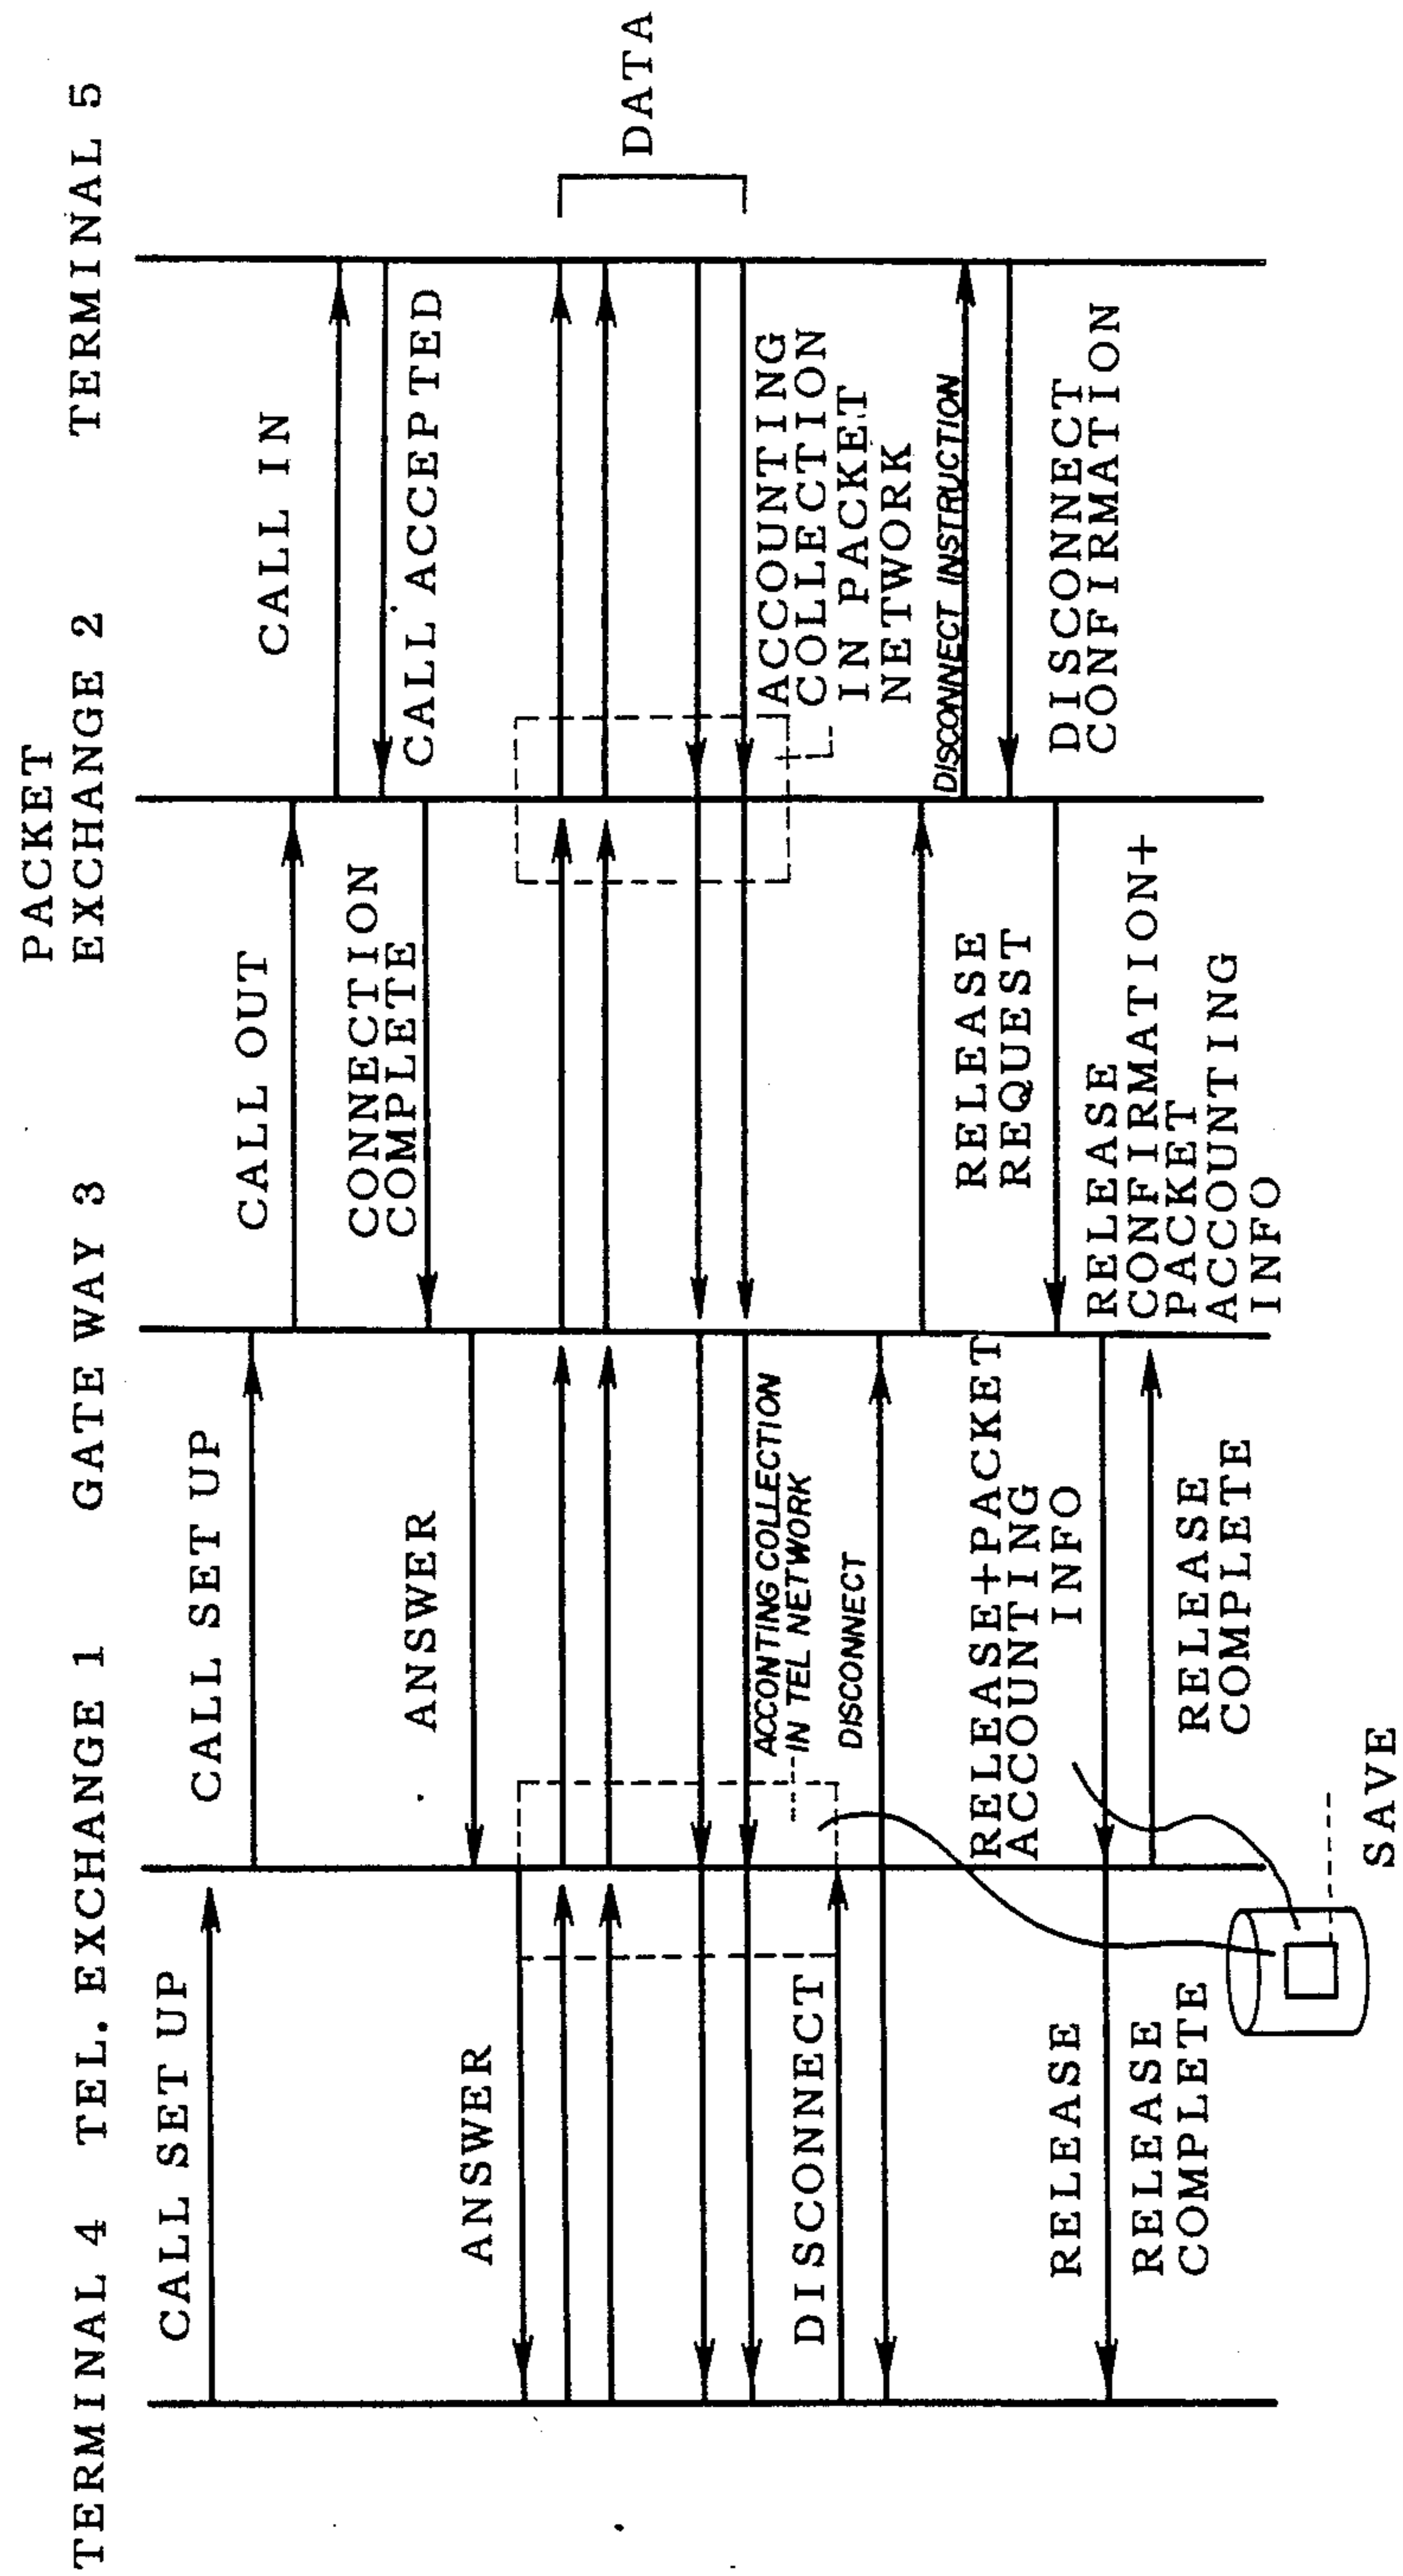 TERMINAL 4
TEL. EXCHANGE 1
GATE WAY 3
PACKET
EXCHANGE 2
TERMINAL 5
CALL SET UP
CALL SET UP
CALL OUT
CALL IN
CONNECTION
COMPLETE
CALL ACCEPTED
ANSWER
ANSWER
DATA
ACCONTING COLLECTION
IN TEL NETWORK
ACCOUNTING
COLLECTION
IN PACKET
NETWORK
DISCONNECT
DISCONNECT
RELEASE
REQUEST
DISCONNECT INSTRUCTION
DISCONNECT
CONFIRMATION
RELEASE
CONFIRMATION+
PACKET
ACCOUNTING
INFO
RELEASE+PACKET
ACCOUNTING
INFO
RELEASE
RELEASE
COMPLETE
RELEASE
COMPLETE
SAVE